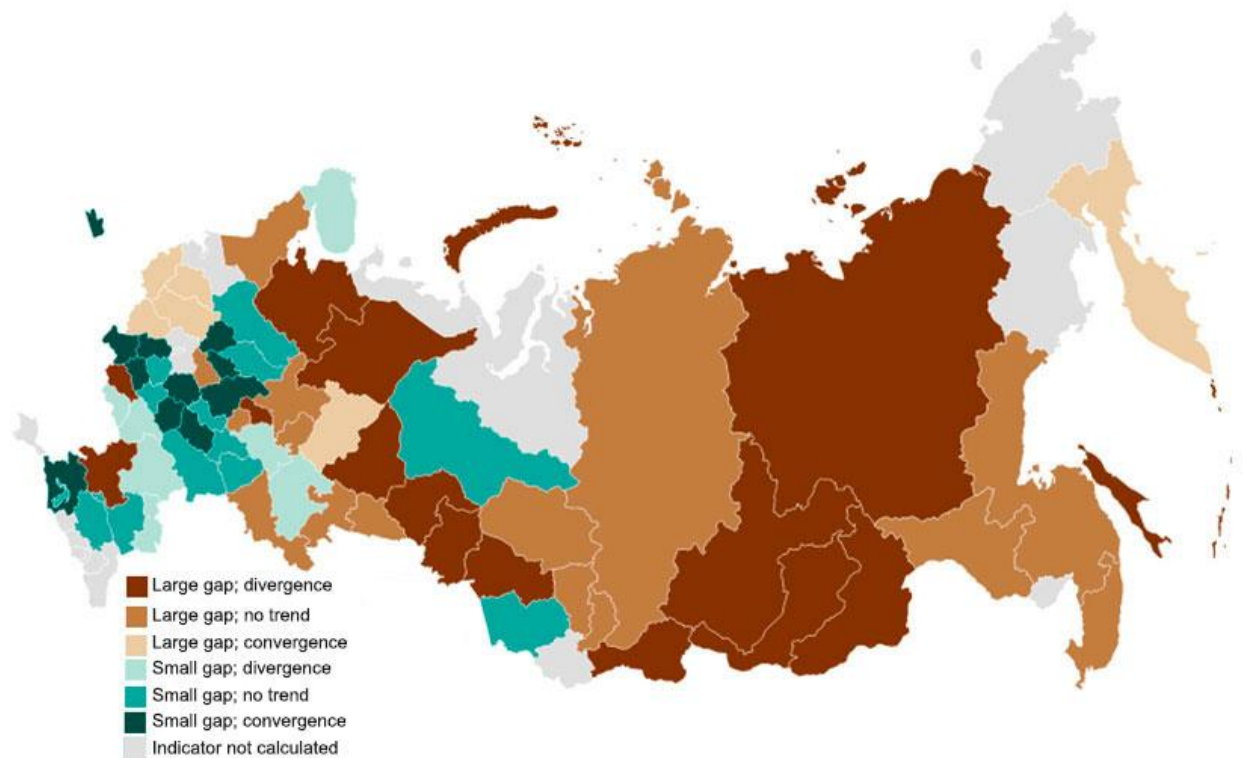 Large gap; divergence
Large gap; no trend
Large gap; convergence
Small gap; divergence
Small gap; no trend
Small gap; convergence
Indicator not calculated